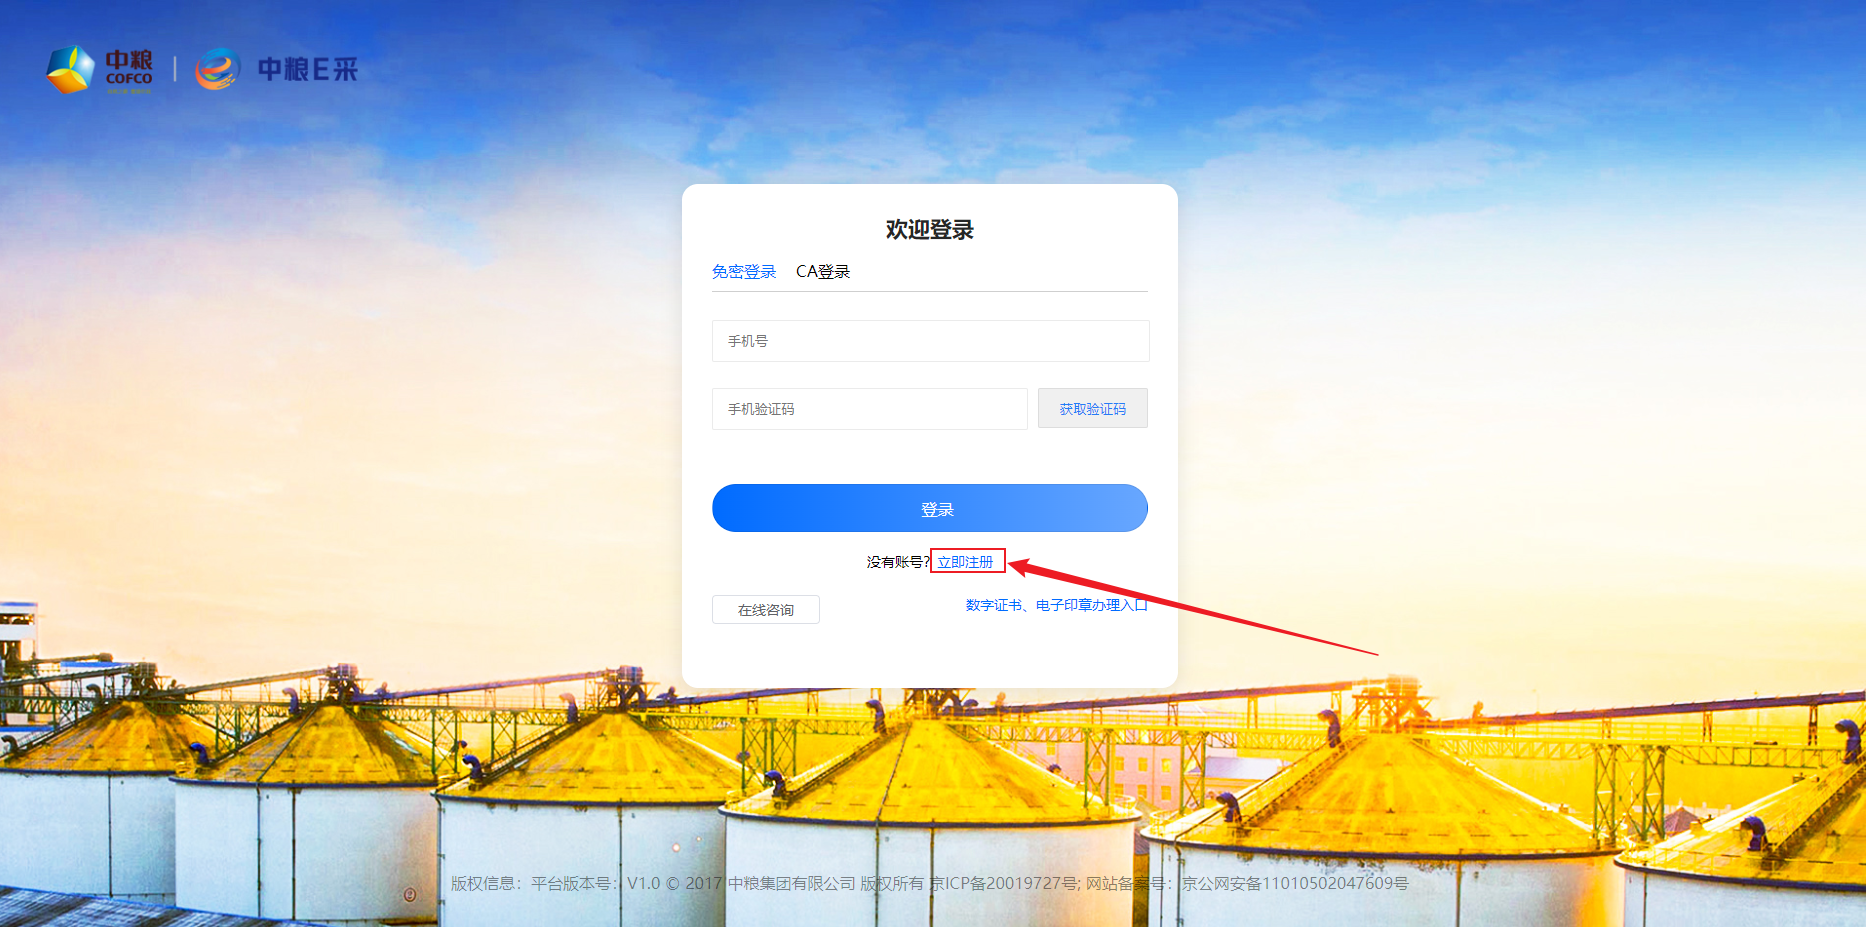 中粮
COFCO
中粮E采
欢迎登录
免密登录 CA登录
手机号
手机验证码 获取验证码
登录
没有账号? 立即注册
在线咨询 数字证书、电子印章办理入口
版权信息：平台版本号：V1.0 © 2017 中粮集团有限公司 版权所有 京ICP备20019727号; 网站备案号：京公网安备11010502047609号